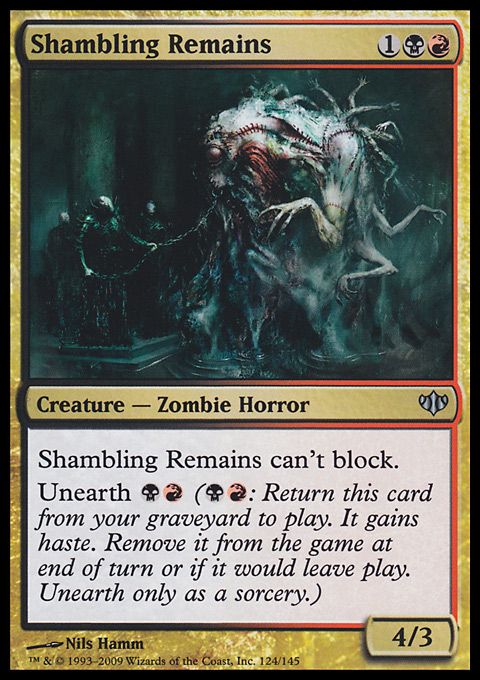 Shambling Remains 1
Creature — Zombie Horror
Shambling Remains can't block.
Unearth (: Return this card
from your graveyard to play. It gains
haste. Remove it from the game at
end of turn or if it would leave play.
Unearth only as a sorcery.)
4/3
Nils Hamm
™ & © 1993–2009 Wizards of the Coast, Inc. 124/145